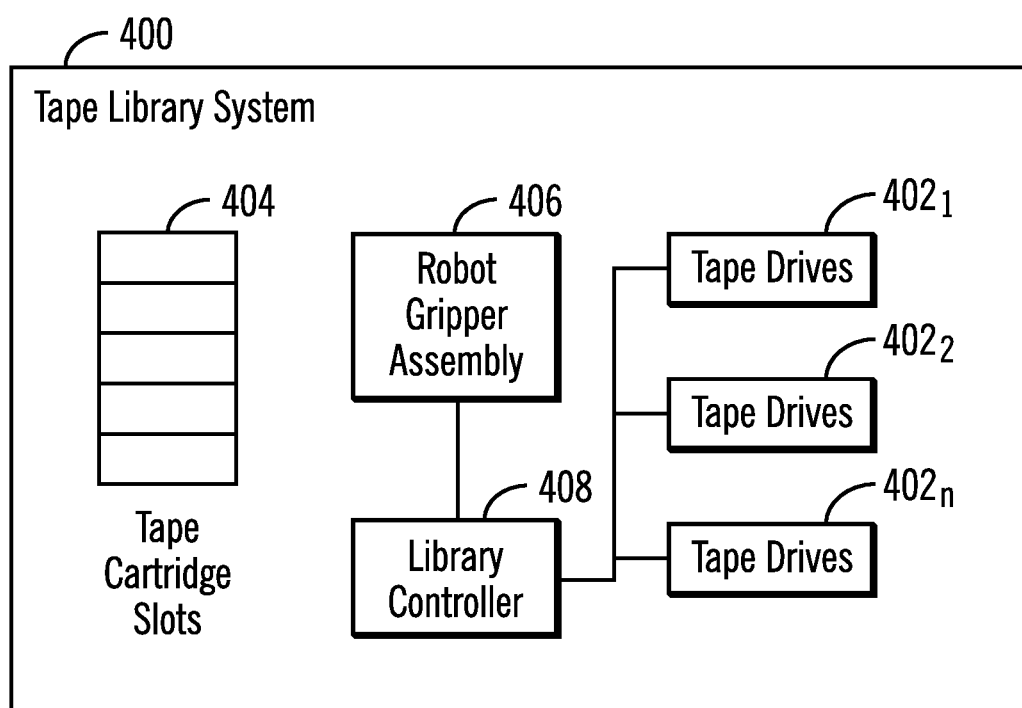 400
Tape Library System
404
Tape
Cartridge
Slots
406
Robot
Gripper
Assembly
408
Library
Controller
402₁
Tape Drives
402₂
Tape Drives
402ₙ
Tape Drives